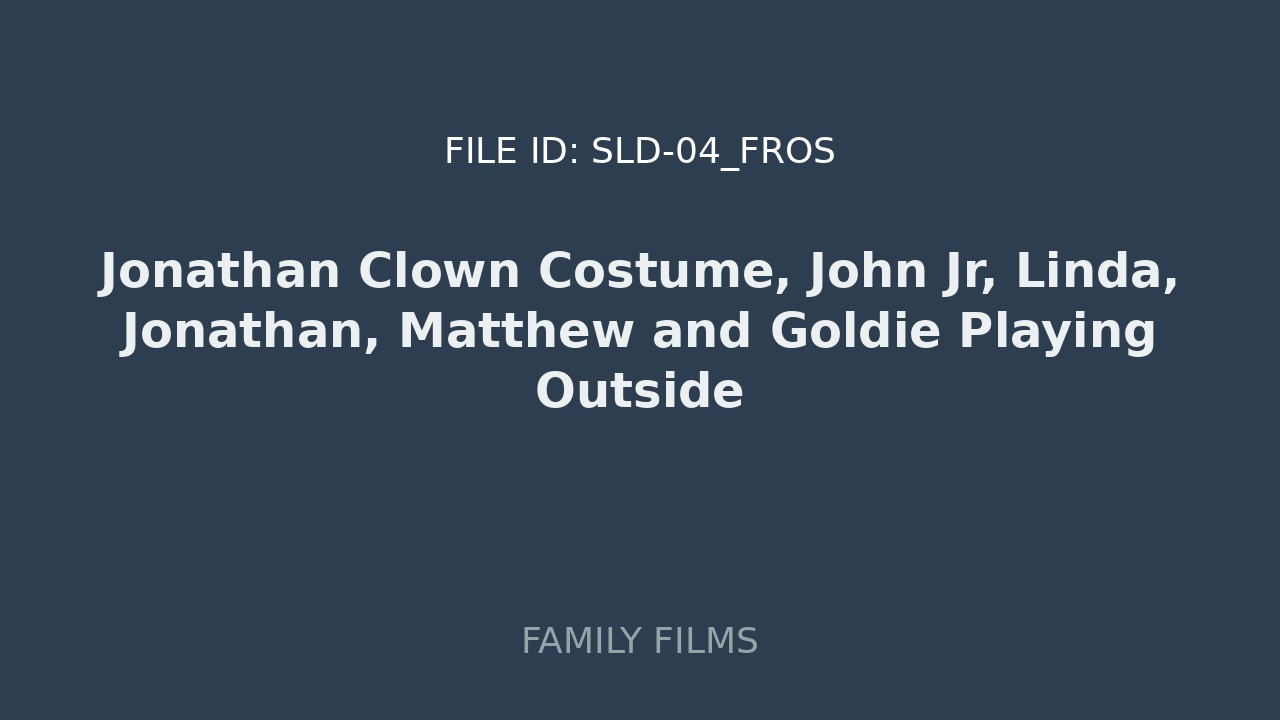 FILE ID: SLD-04_FROS
Jonathan Clown Costume, John Jr, Linda,
Jonathan, Matthew and Goldie Playing
Outside
FAMILY FILMS